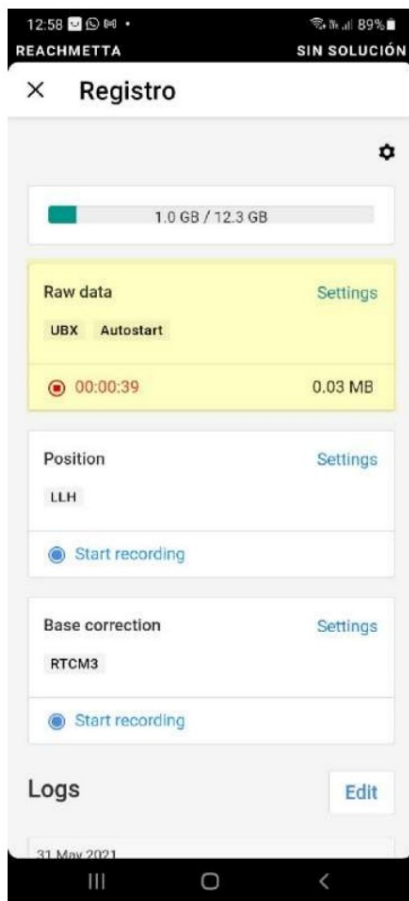 12:58 89%
REACHMETTA SIN SOLUCIÓN
× Registro
1.0 GB / 12.3 GB
Raw data Settings
UBX Autostart
00:00:39 0.03 MB
Position Settings
LLH
Start recording
Base correction Settings
RTCM3
Start recording
Logs Edit
31 May 2021